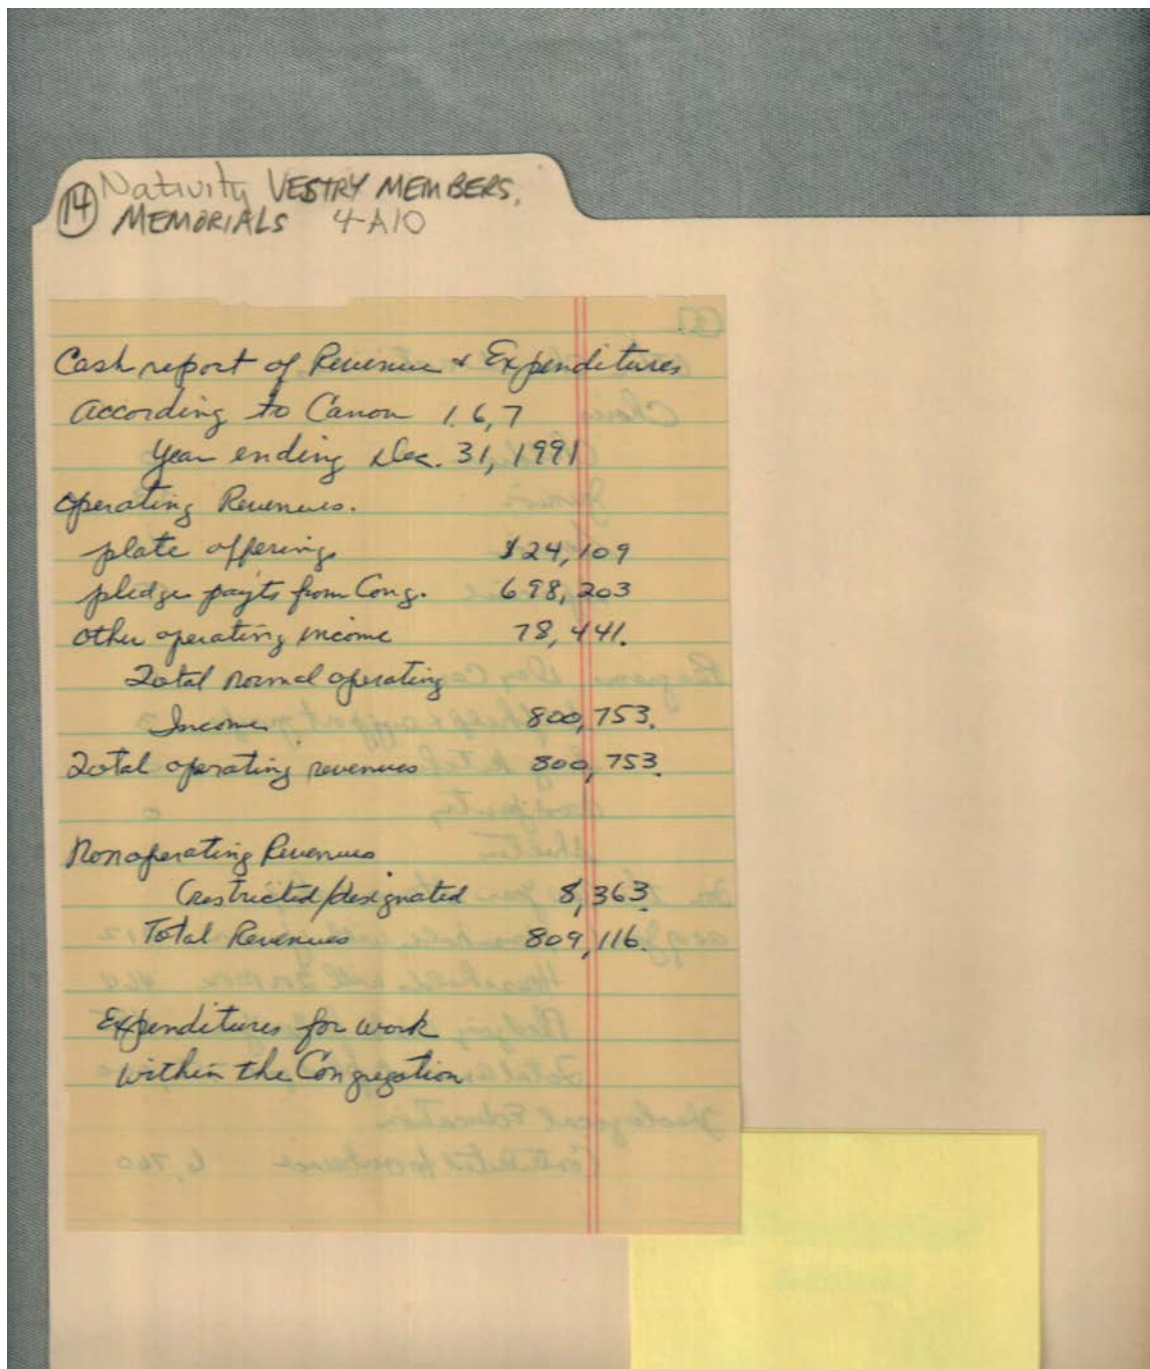 14 Nativity VESTRY MEMBERS,
MEMORIALS 4-A10
Cash report of Revenue & Expenditures
According to Canon 1.6,7
Year ending Dec. 31, 1991
Operating Revenues.
plate offerings $24,109
pledge payts from Cong. 698,203
other operating income 78,441.
Total normal operating
Income 800,753.
Total operating revenues 800,753.
Nonoperating Revenues
(restricted/designated 8,363.
Total Revenues 809,116.
Expenditures for work
within the Congregation